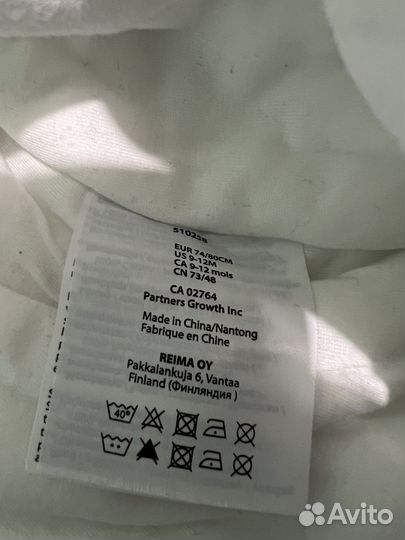 510258
EUR 74/80CM
US 9-12M
CA 9-12 mois
CN 73/48
CA 02764
Partners Growth Inc
Made in China/Nantong
Fabrique en Chine
REIMA OY
Pakkalankuja 6, Vantaa
Finland (Финляндия )
40°
Avito